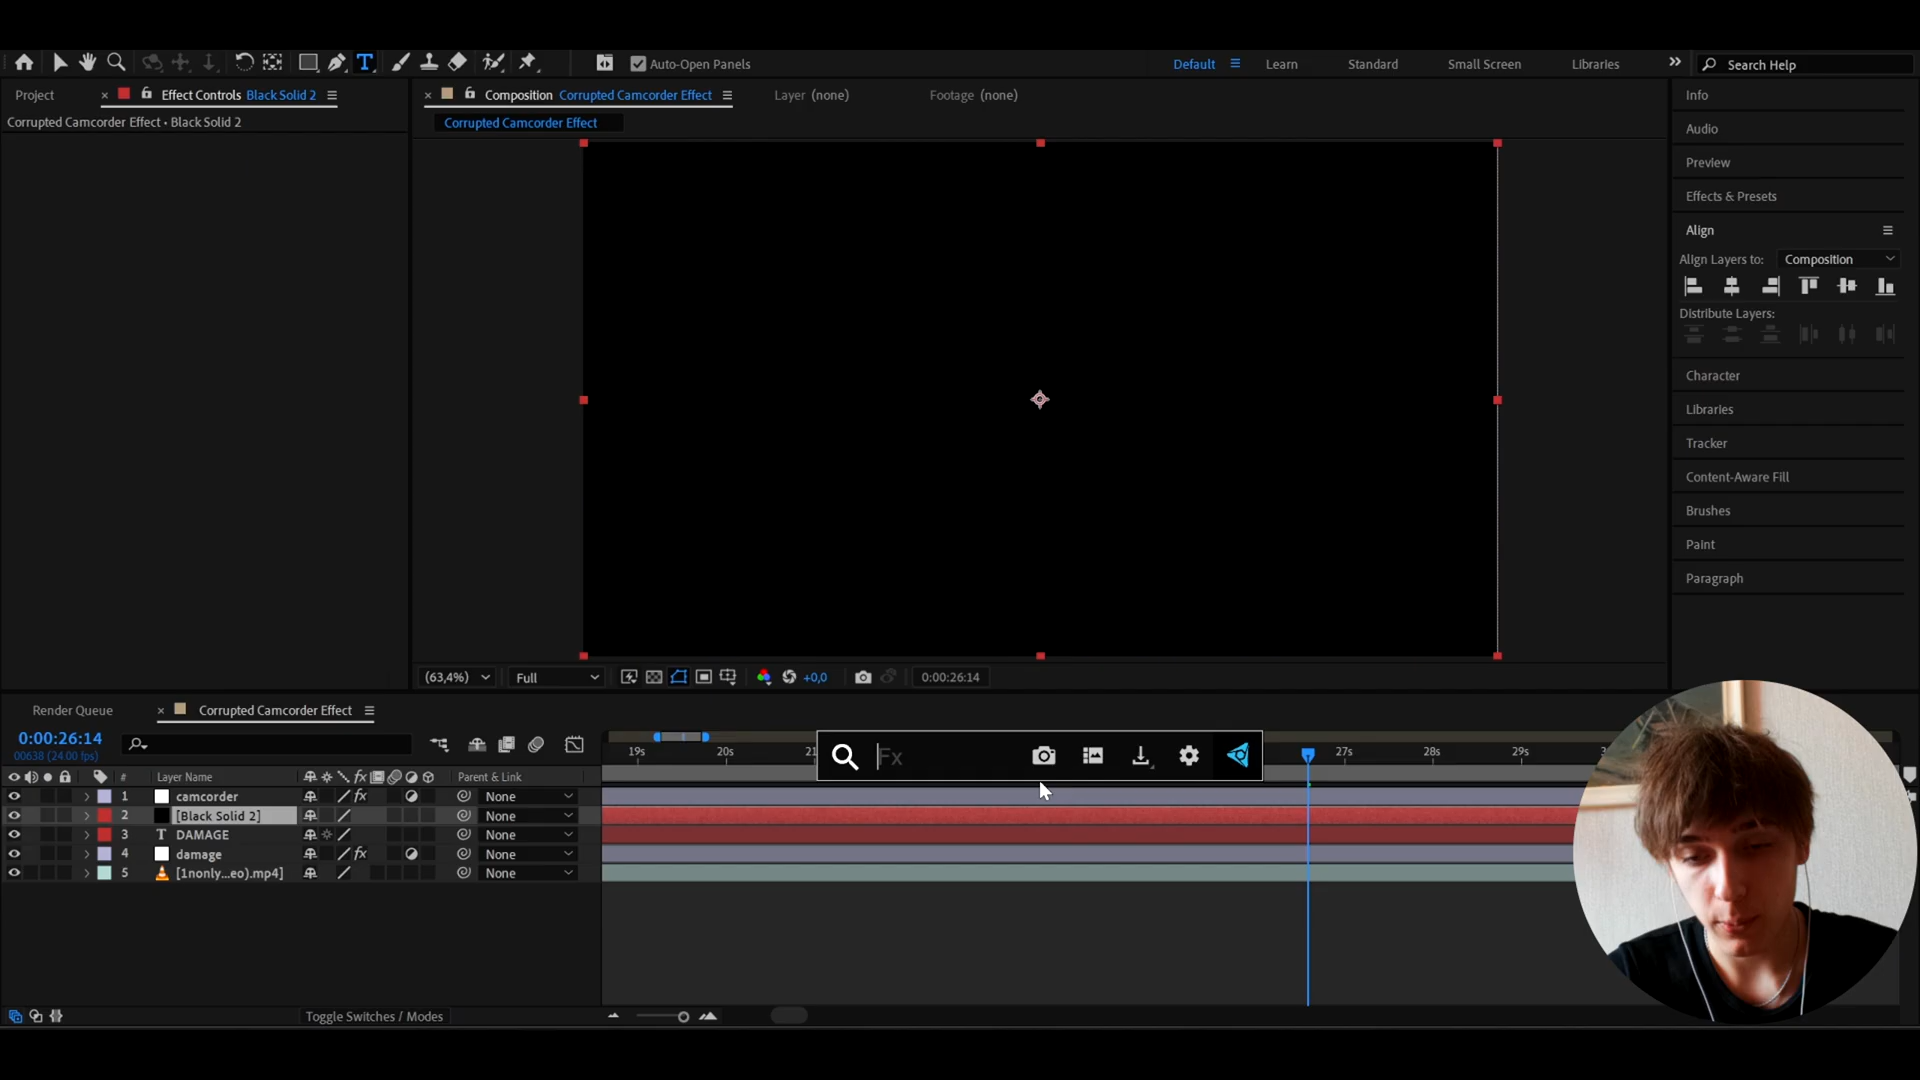 Auto-Open Panels
Default
Learn
Standard
Small Screen
Libraries
Search Help
Project
Effect Controls Black Solid 2
Composition Corrupted Camcorder Effect
Layer (none)
Footage (none)
Corrupted Camcorder Effect • Black Solid 2
Corrupted Camcorder Effect
Info
Audio
Preview
Effects & Presets
Align
Align Layers to: Composition
Distribute Layers:
Character
Libraries
Tracker
Content-Aware Fill
Brushes
Paint
Paragraph
(63,4%)
Full
+0,0
0:00:26:14
Render Queue
Corrupted Camcorder Effect
0:00:26:14
00638 (24.00 fps)
19s
20s
Fx
27s
28s
29s
#
Layer Name
Parent & Link
1 camcorder None
2 [Black Solid 2] None
3 T DAMAGE None
4 damage None
5 [1nonly...eo).mp4] None
Toggle Switches / Modes